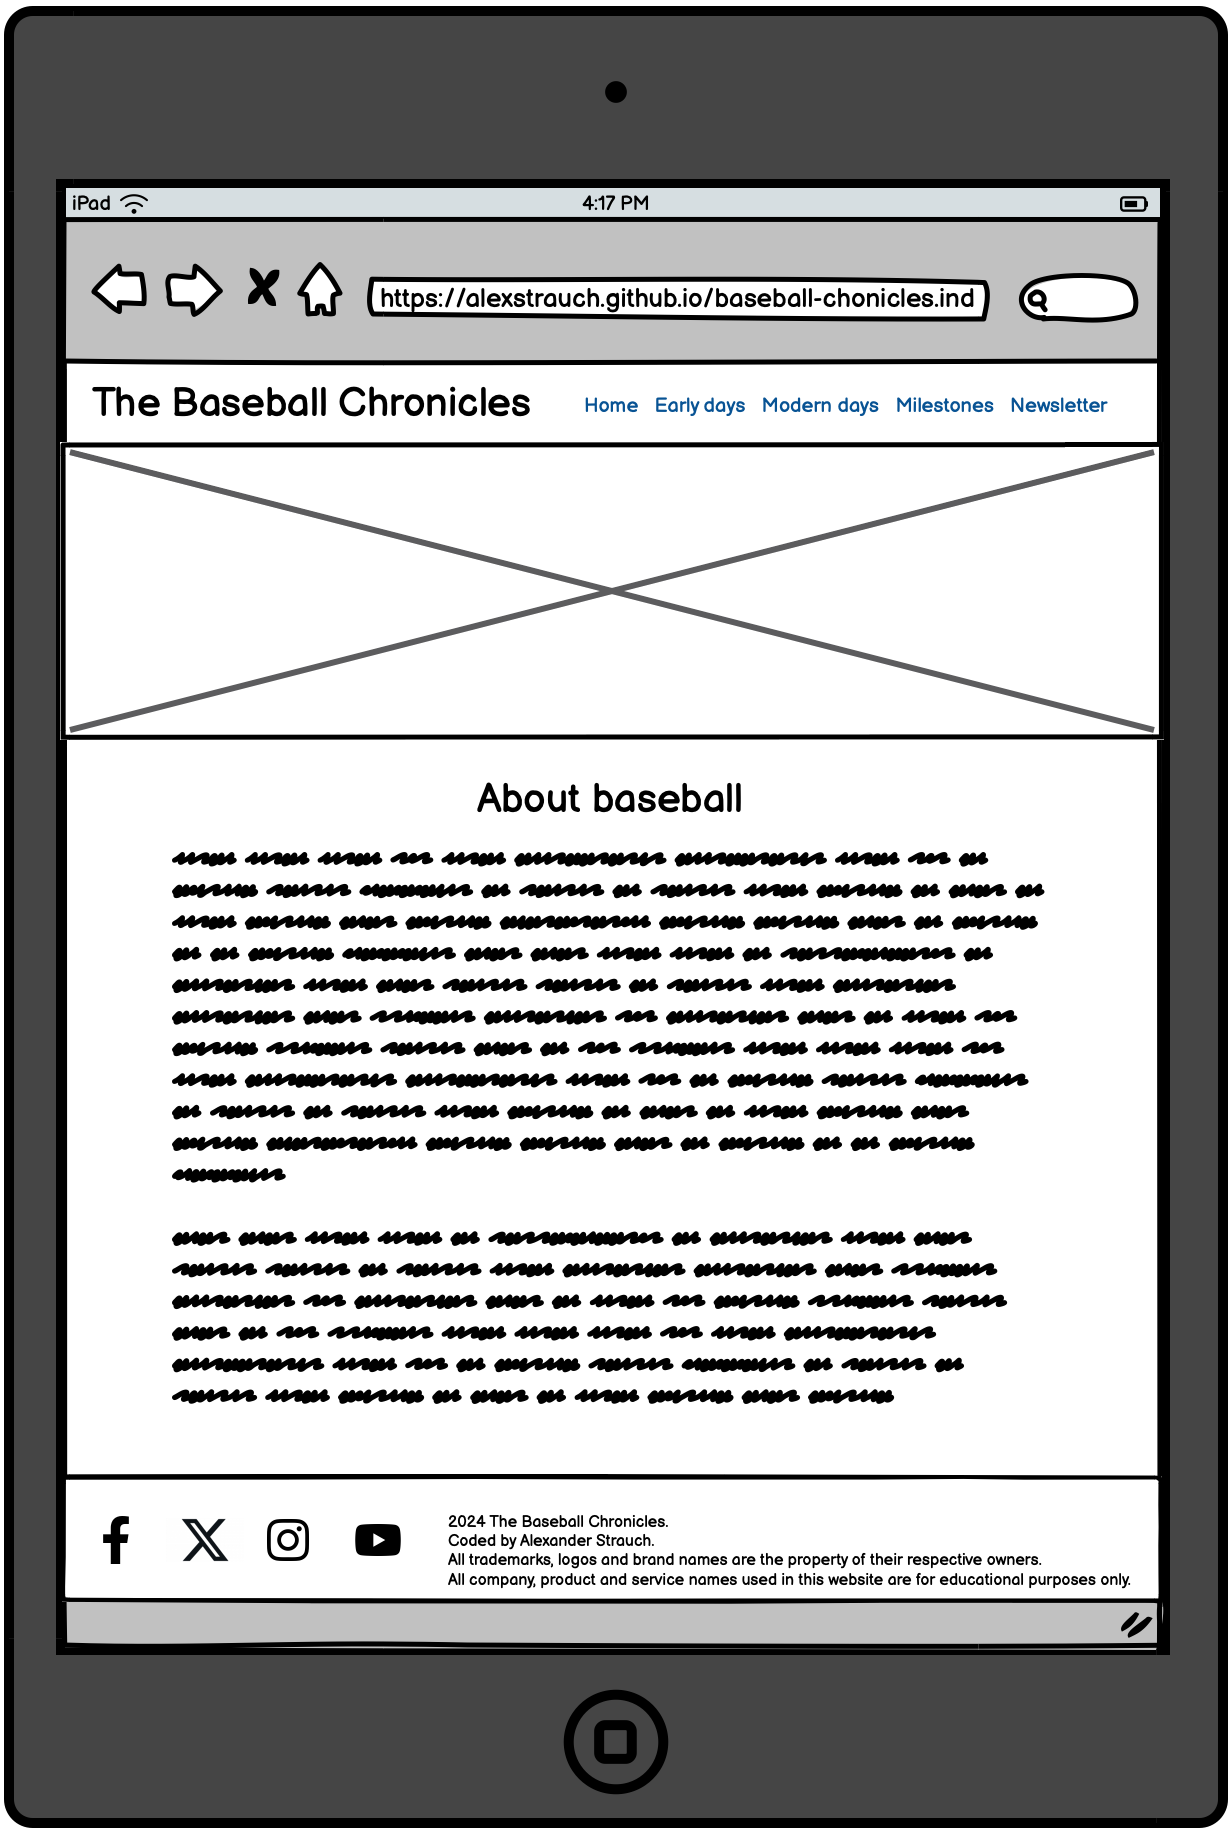 iPad
4:17 PM
https://alexstrauch.github.io/baseball-chonicles.ind
The Baseball Chronicles
Home Early days Modern days Milestones Newsletter
About baseball
2024 The Baseball Chronicles.
Coded by Alexander Strauch.
All trademarks, logos and brand names are the property of their respective owners.
All company, product and service names used in this website are for educational purposes only.